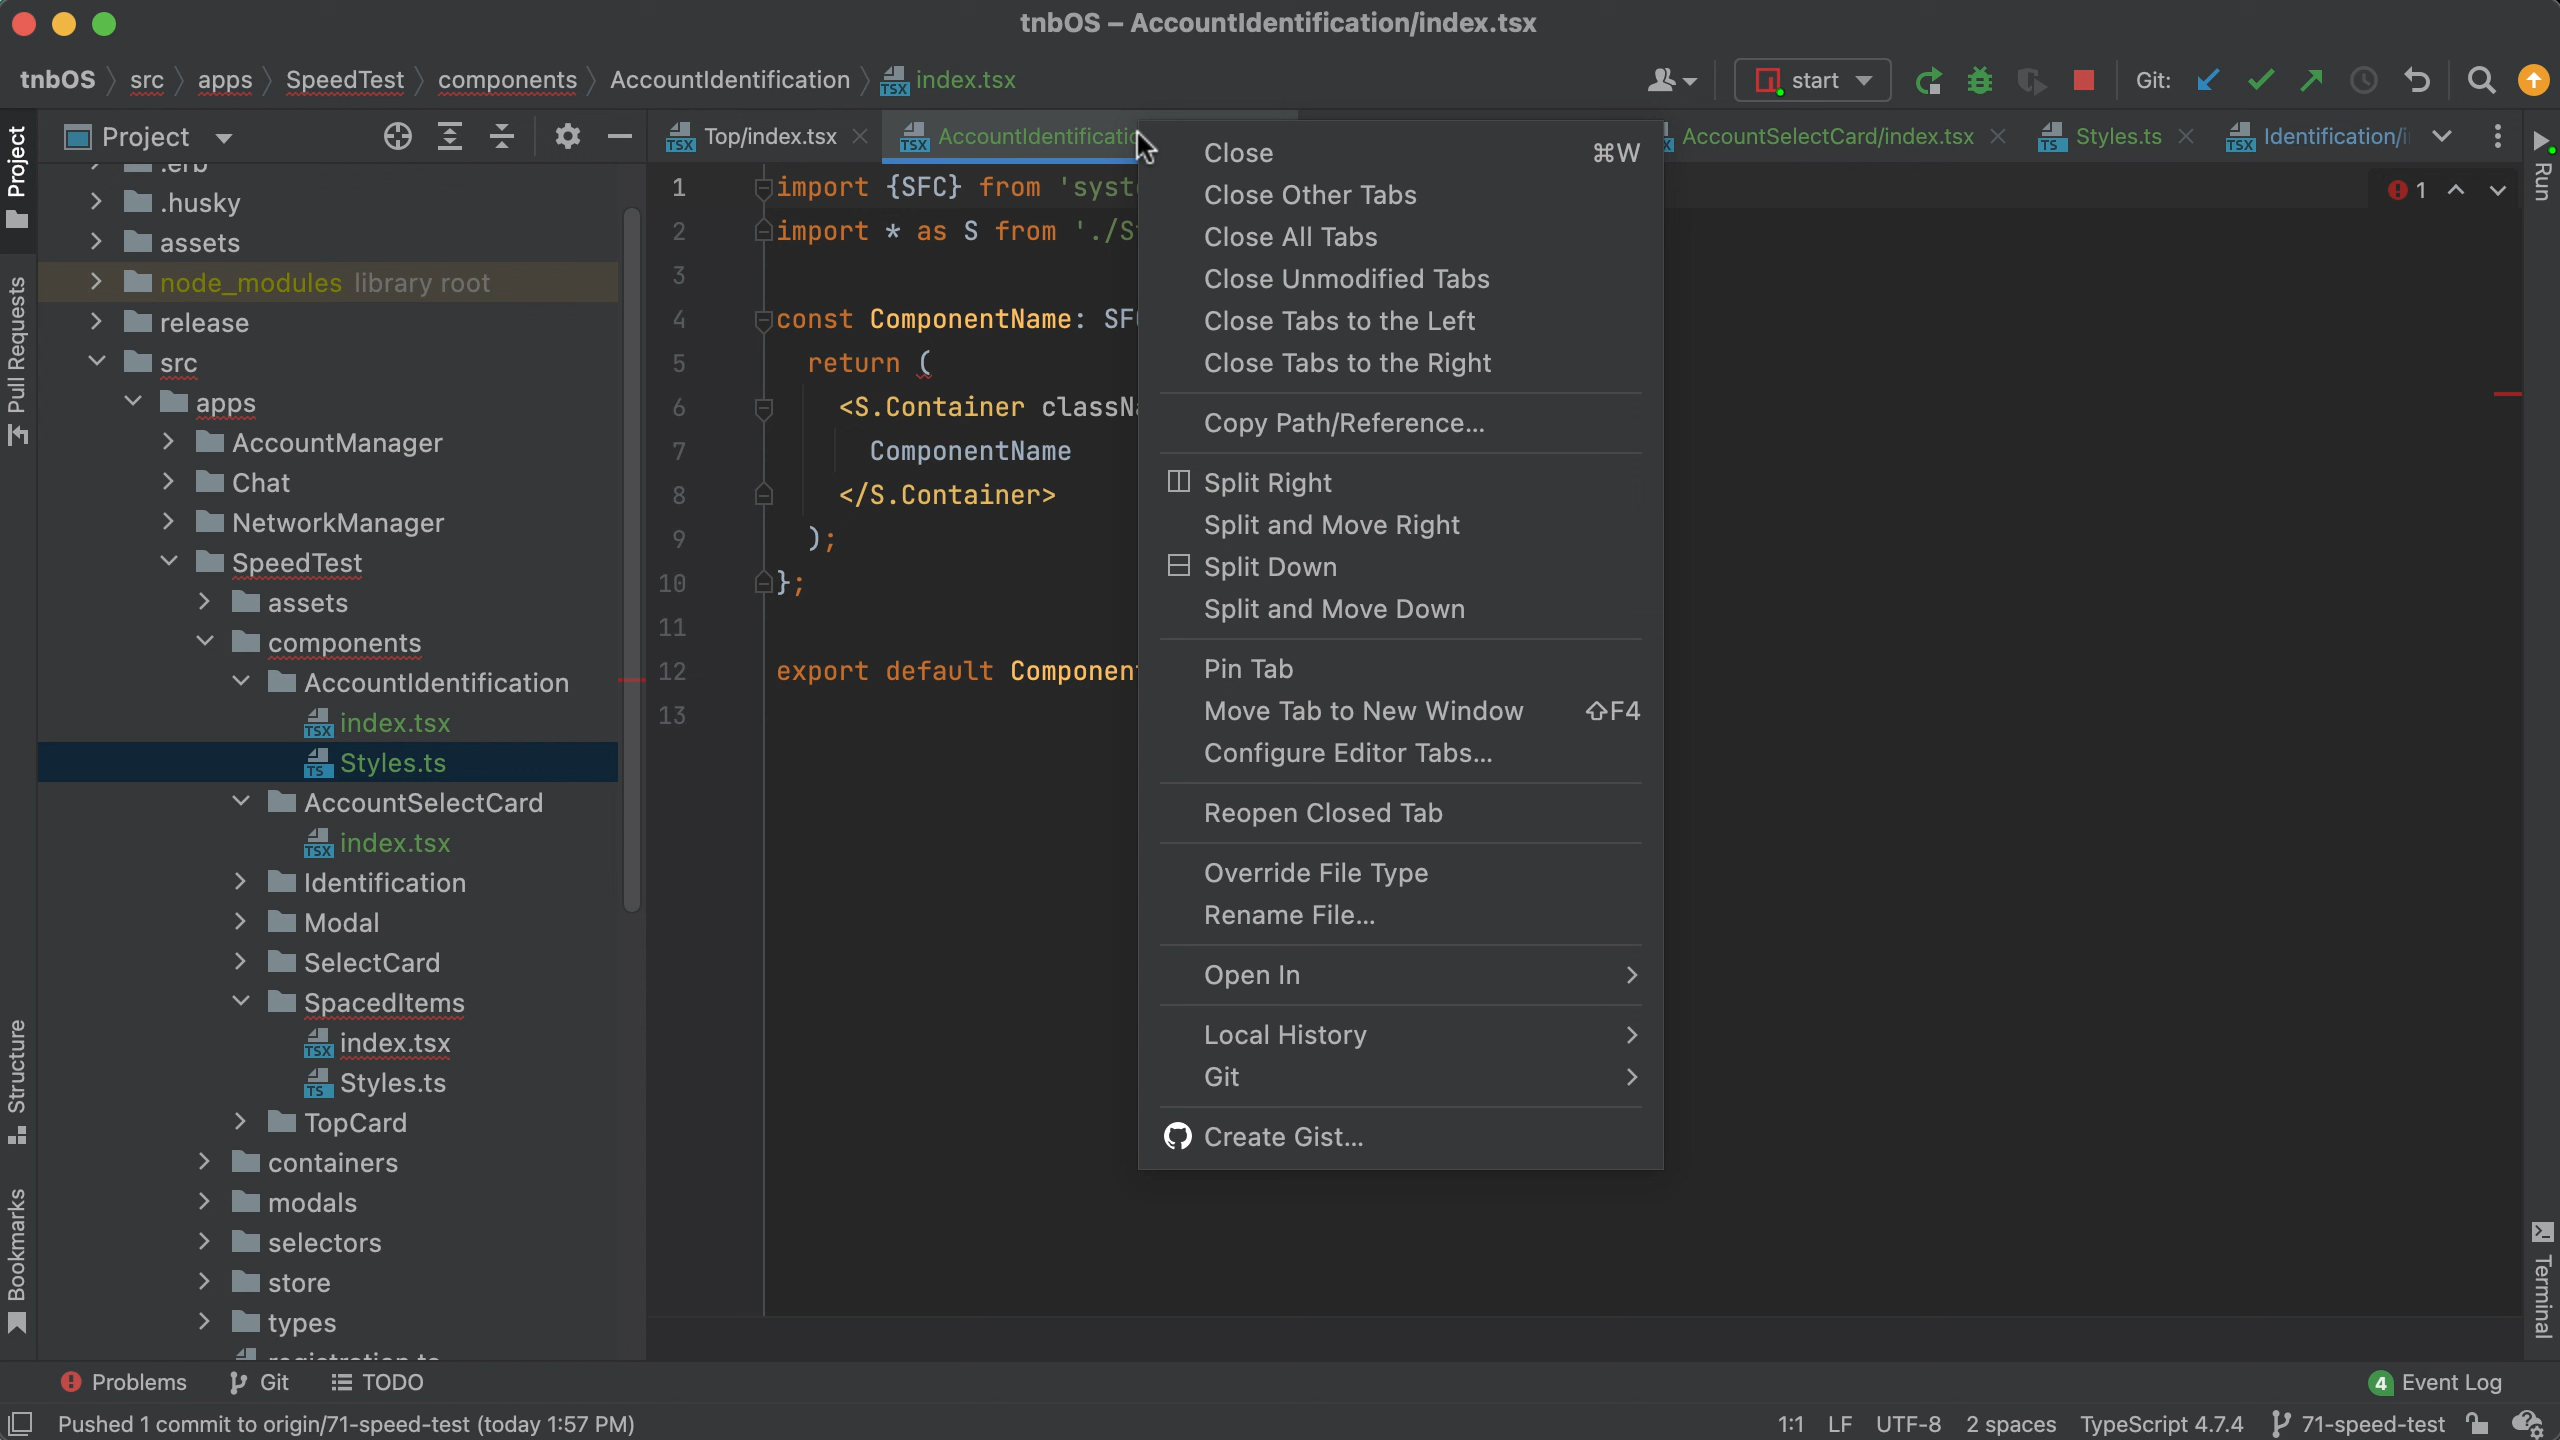 tnbOS – AccountIdentification/index.tsx
tnbOS src apps SpeedTest components AccountIdentification index.tsx
start Git:
Project
Top/index.tsx
AccountIdentificatio
AccountSelectCard/index.tsx
Styles.ts
Identification/i
Project
Pull Requests
Structure
Bookmarks
Run
Terminal
.erb
.husky
assets
node_modules library root
release
src
apps
AccountManager
Chat
NetworkManager
SpeedTest
assets
components
AccountIdentification
index.tsx
Styles.ts
AccountSelectCard
index.tsx
Identification
Modal
SelectCard
SpacedItems
index.tsx
Styles.ts
TopCard
containers
modals
selectors
store
types
registration.ts
1 import {SFC} from 'syst
2 import * as S from './S
3
4 const ComponentName: SF
5 return (
6 <S.Container classNa
7 ComponentName
8 </S.Container>
9 );
10 };
11
12 export default Componen
13
1
Close ⌘W
Close Other Tabs
Close All Tabs
Close Unmodified Tabs
Close Tabs to the Left
Close Tabs to the Right
Copy Path/Reference...
Split Right
Split and Move Right
Split Down
Split and Move Down
Pin Tab
Move Tab to New Window ⇧F4
Configure Editor Tabs...
Reopen Closed Tab
Override File Type
Rename File...
Open In
Local History
Git
Create Gist...
Problems Git TODO
4 Event Log
Pushed 1 commit to origin/71-speed-test (today 1:57 PM)
1:1 LF UTF-8 2 spaces TypeScript 4.7.4 71-speed-test